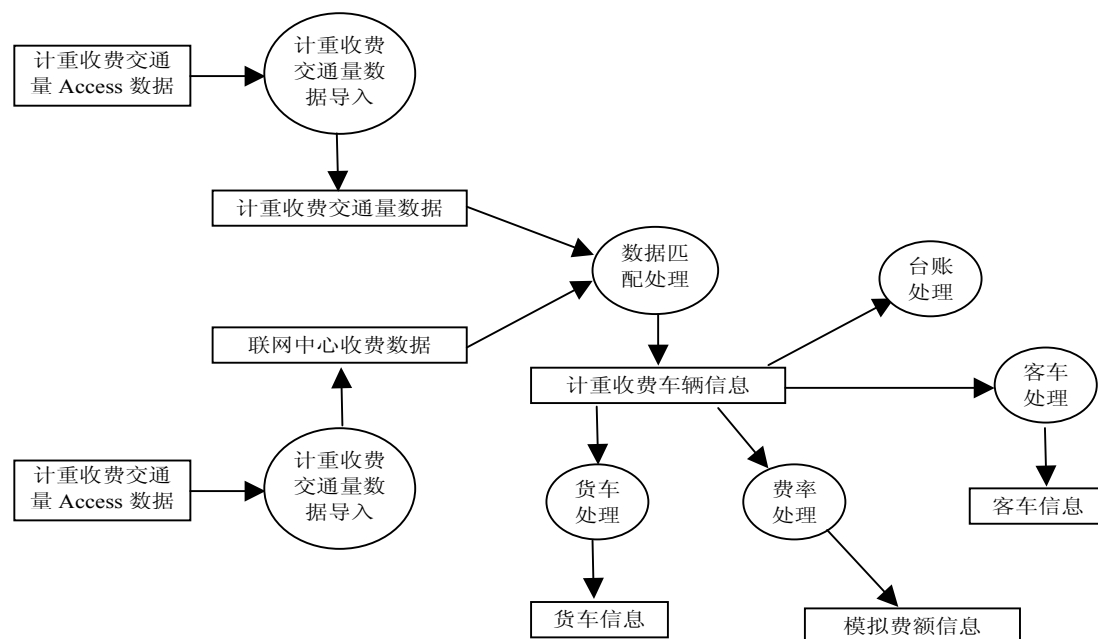 计重收费交通
量 Access 数据
计重收费
交通量数
据导入
计重收费交通量数据
数据匹
配处理
台账
处理
联网中心收费数据
计重收费车辆信息
客车
处理
计重收费交通
量 Access 数据
计重收费
交通量数
据导入
货车
处理
费率
处理
客车信息
货车信息
模拟费额信息